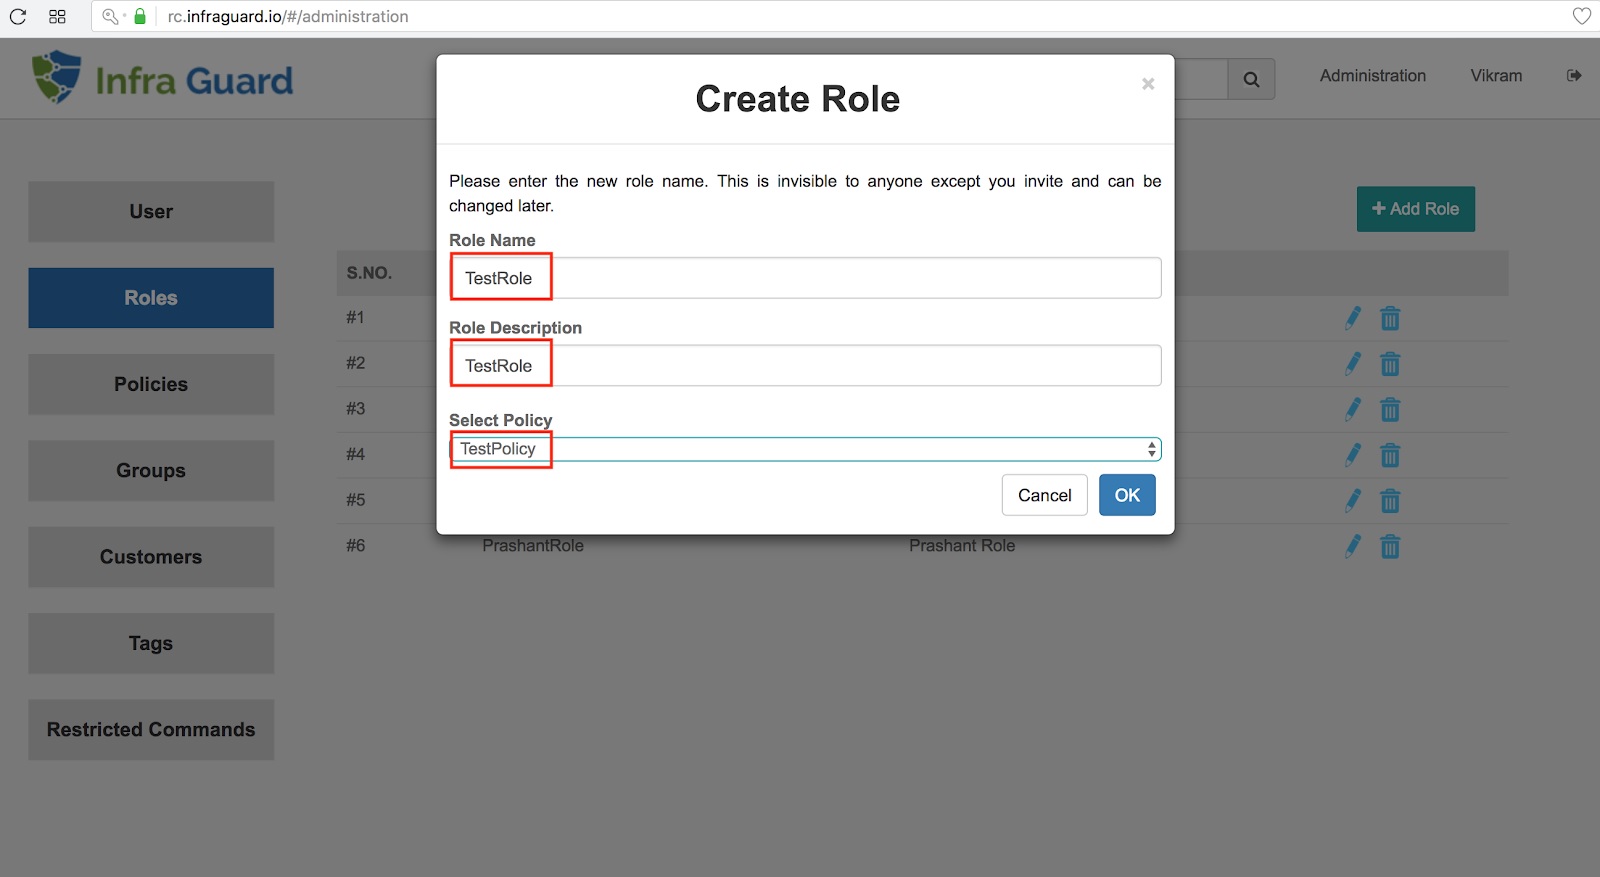 rc.infraguard.io/#/administration
Infra Guard
Administration
Vikram
Create Role
×
Please enter the new role name. This is invisible to anyone except you invite and can be
changed later.
Role Name
TestRole
Role Description
TestRole
Select Policy
TestPolicy
Cancel
OK
User
Roles
Policies
Groups
Customers
Tags
Restricted Commands
+ Add Role
S.NO.
#1
#2
#3
#4
#5
#6 PrashantRole Prashant Role